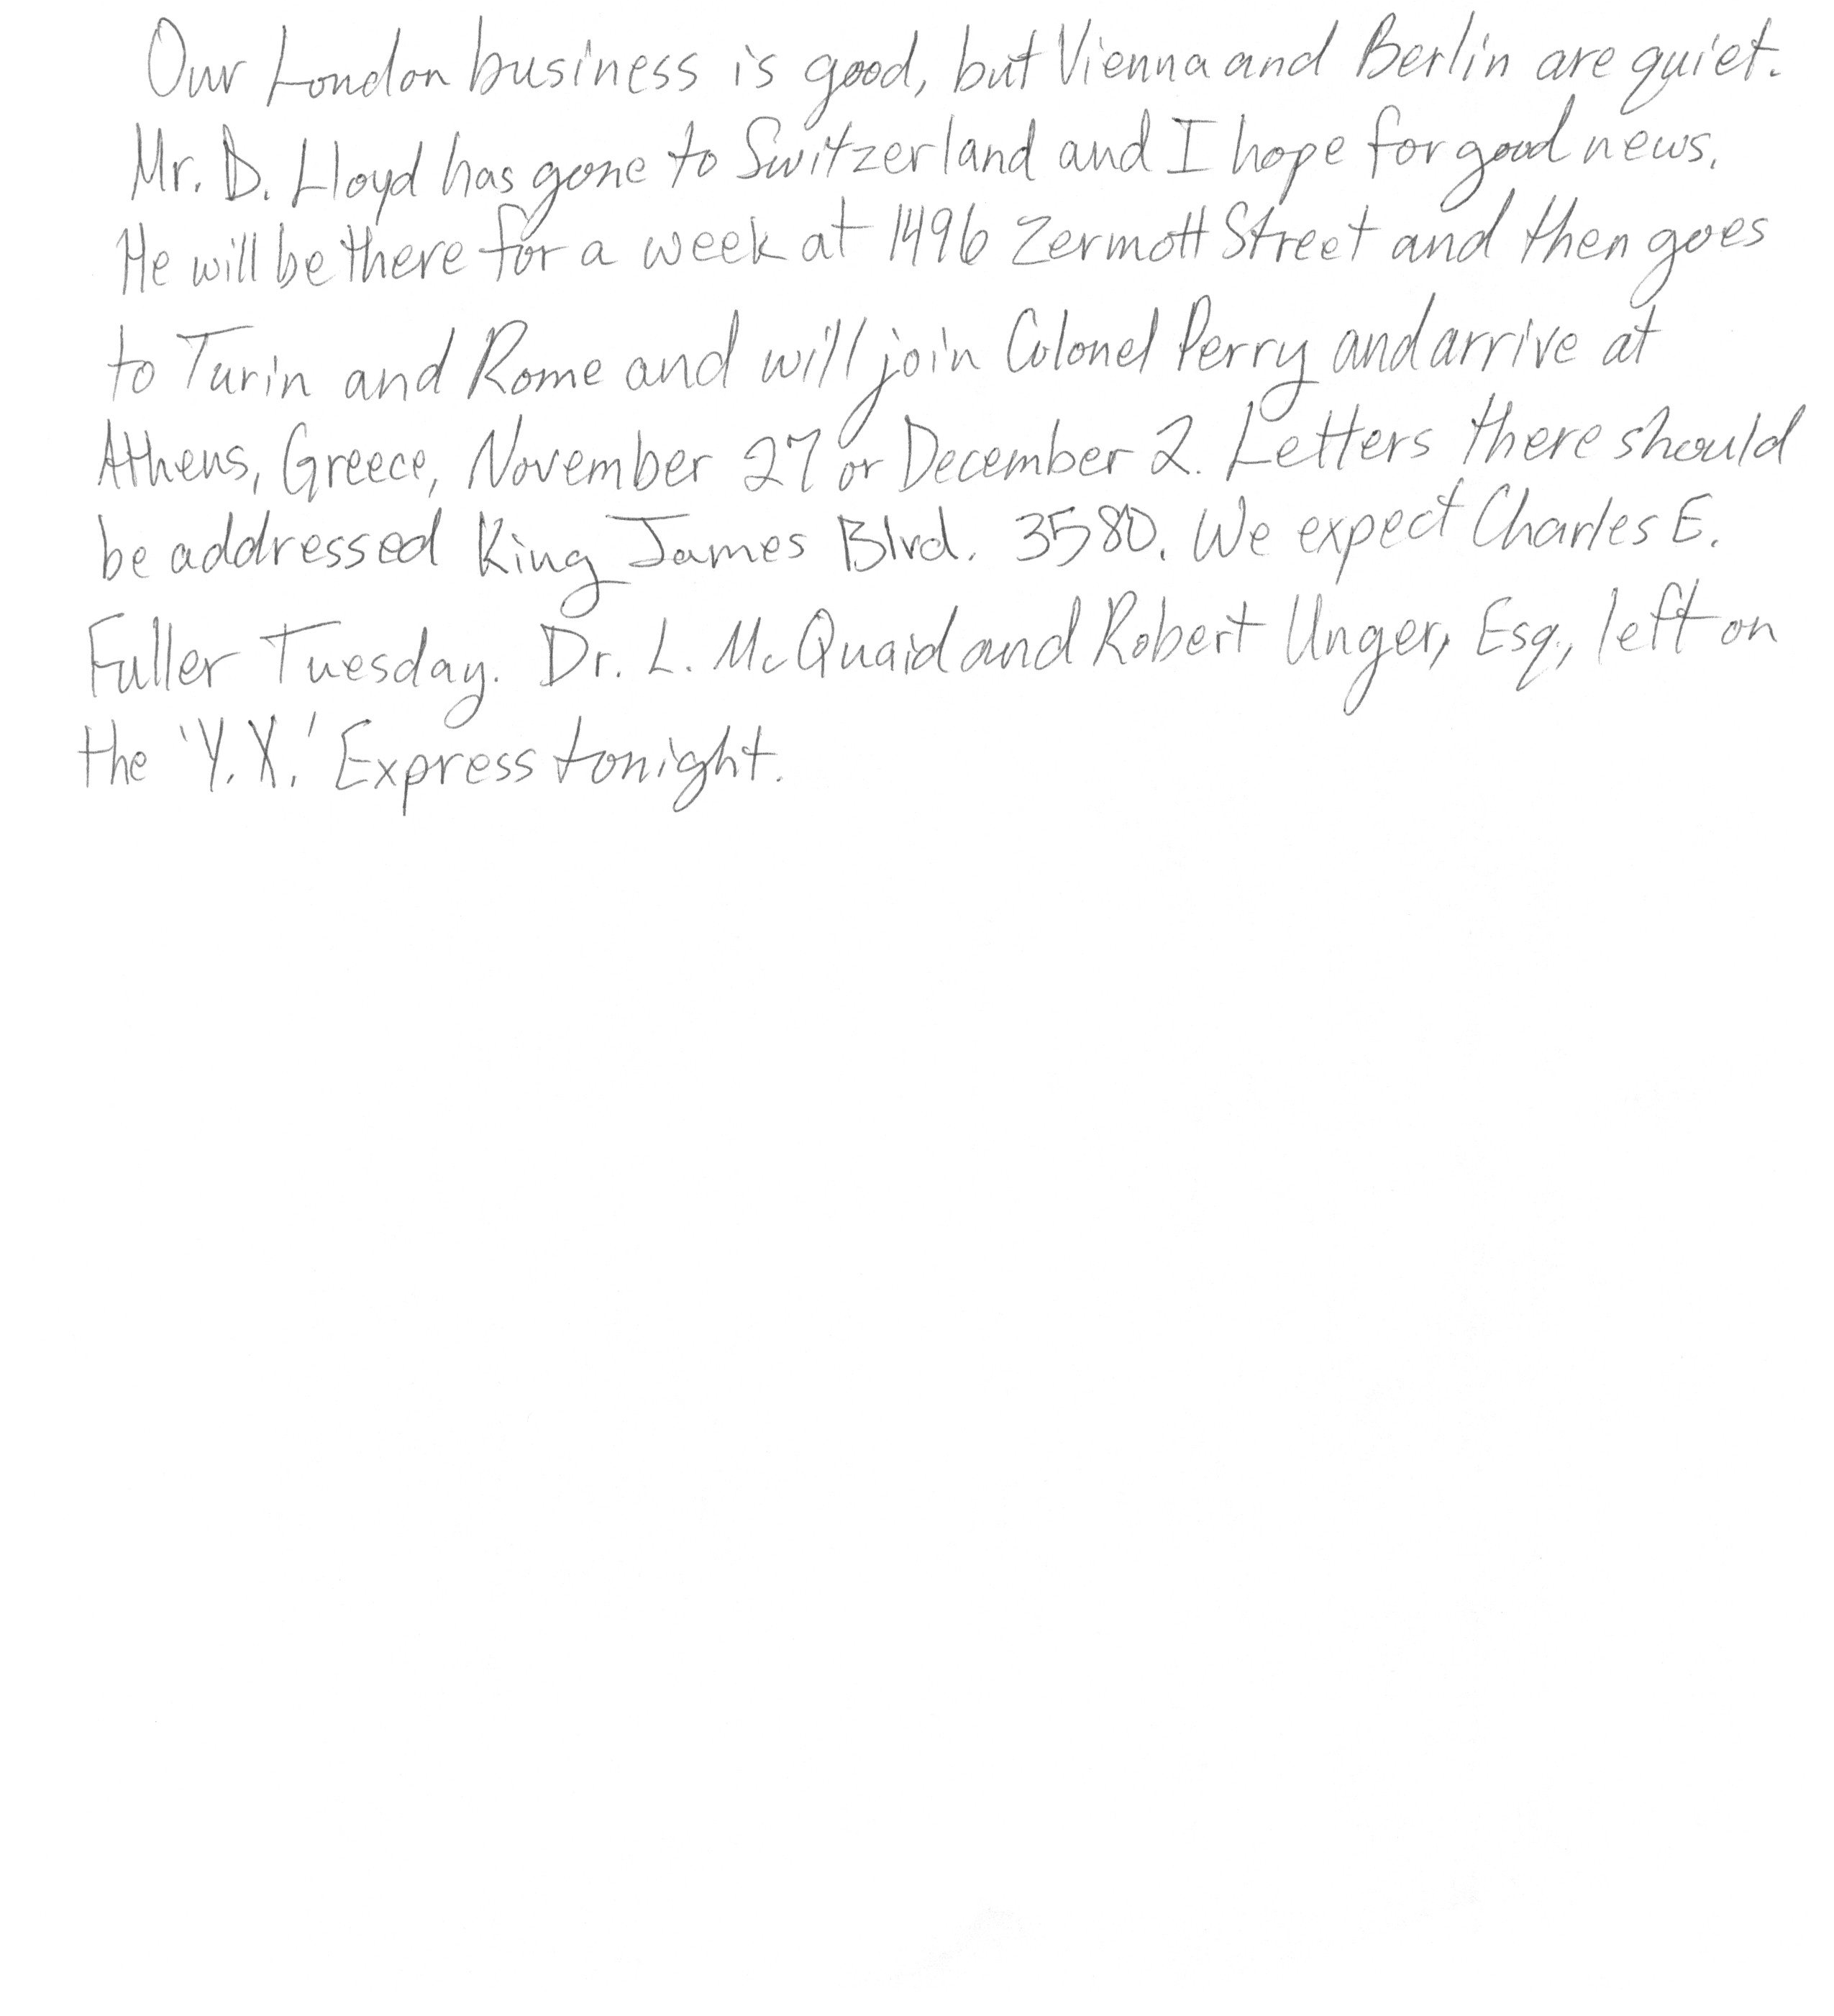 Our London business is good, but Vienna and Berlin are quiet.
Mr. D. Lloyd has gone to Switzerland and I hope for good news.
He will be there for a week at 1496 Zermott Street and then goes
to Turin and Rome and will join Colonel Perry and arrive at
Athens, Greece, November 27 or December 2. Letters there should
be addressed King James Blvd. 3580. We expect Charles E.
Fuller Tuesday. Dr. L. McQuaid and Robert Unger, Esq., left on
the 'Y.X.' Express tonight.